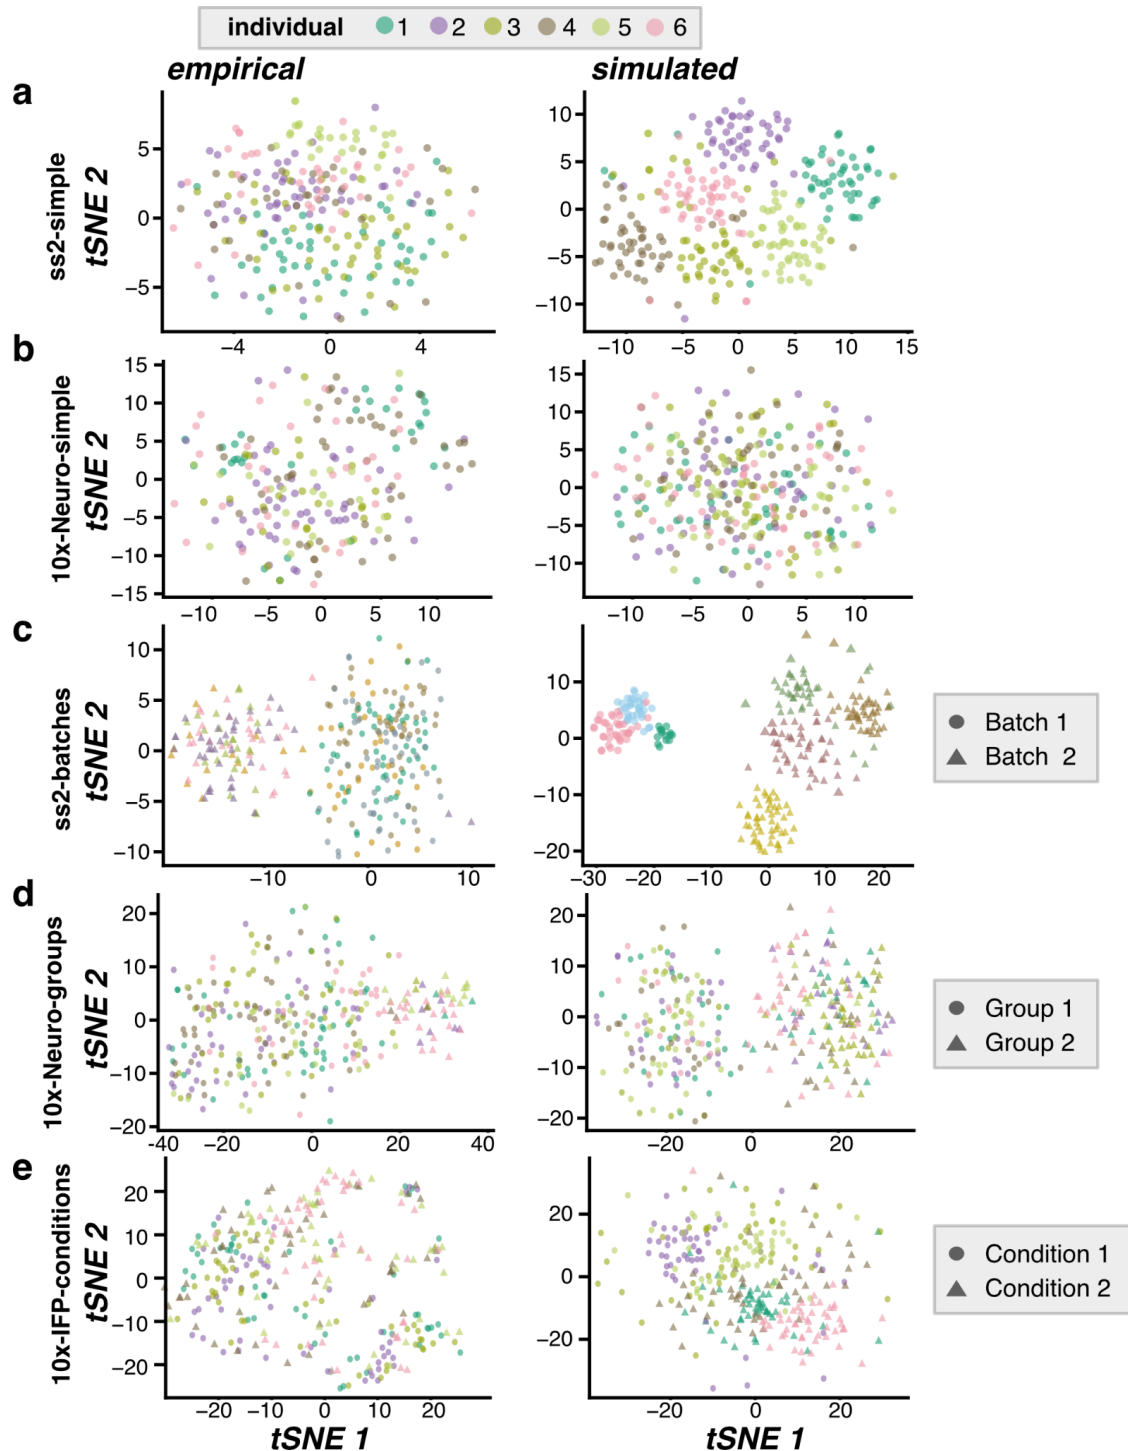 individual 1 2 3 4 5 6
empirical simulated
a
ss2-simple
tSNE 2
5
0
−5
−4 0 4
10
5
0
−5
−10
−10 −5 0 5 10 15
b
10x-Neuro-simple
tSNE 2
15
10
5
0
−5
−10
−15
−10 −5 0 5 10
15
10
5
0
−5
−10
−10 −5 0 5 10
c
ss2-batches
tSNE 2
10
5
0
−5
−10
−10 0 10
10
0
−10
−20
−30 −20 −10 0 10 20
Batch 1
Batch 2
d
10x-Neuro-groups
tSNE 2
20
10
0
−10
−20
−40 −20 0 20 40
20
10
0
−10
−20
−20 0 20
Group 1
Group 2
e
10x-IFP-conditions
tSNE 2
20
10
0
−10
−20
−20 −10 0 10 20
20
0
−20
−20 0 20
Condition 1
Condition 2
tSNE 1 tSNE 1